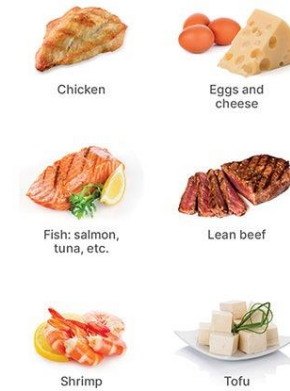 Chicken
Eggs and
cheese
Fish: salmon,
tuna, etc.
Lean beef
Shrimp
Tofu